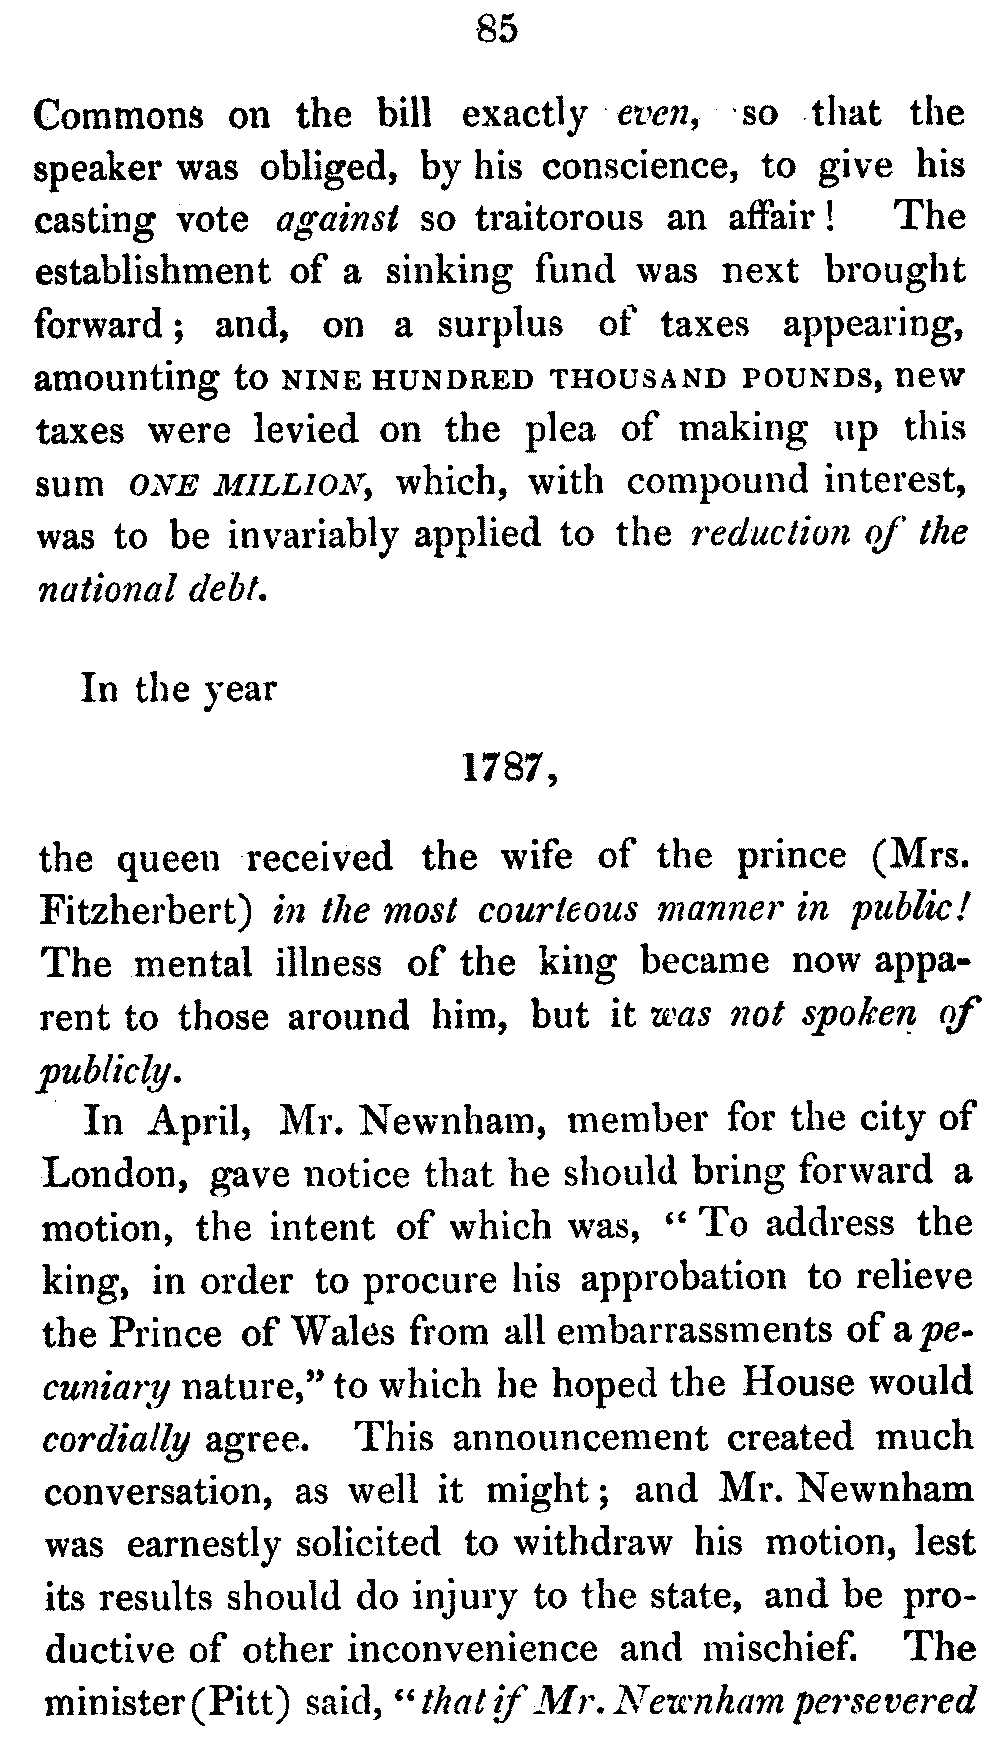 85
Commons on the bill exactly even, so that the
speaker was obliged, by his conscience, to give his
casting vote against so traitorous an affair! The
establishment of a sinking fund was next brought
forward; and, on a surplus of taxes appearing,
amounting to NINE HUNDRED THOUSAND POUNDS, new
taxes were levied on the plea of making up this
sum ONE MILLION, which, with compound interest,
was to be invariably applied to the reduction of the
national debt.
In the year
1787,
the queen received the wife of the prince (Mrs.
Fitzherbert) in the most courteous manner in public!
The mental illness of the king became now appa-
rent to those around him, but it was not spoken of
publicly.
In April, Mr. Newnham, member for the city of
London, gave notice that he should bring forward a
motion, the intent of which was, “To address the
king, in order to procure his approbation to relieve
the Prince of Wales from all embarrassments of a pe-
cuniary nature,” to which he hoped the House would
cordially agree. This announcement created much
conversation, as well it might; and Mr. Newnham
was earnestly solicited to withdraw his motion, lest
its results should do injury to the state, and be pro-
ductive of other inconvenience and mischief. The
minister (Pitt) said, “that if Mr. Newnham persevered